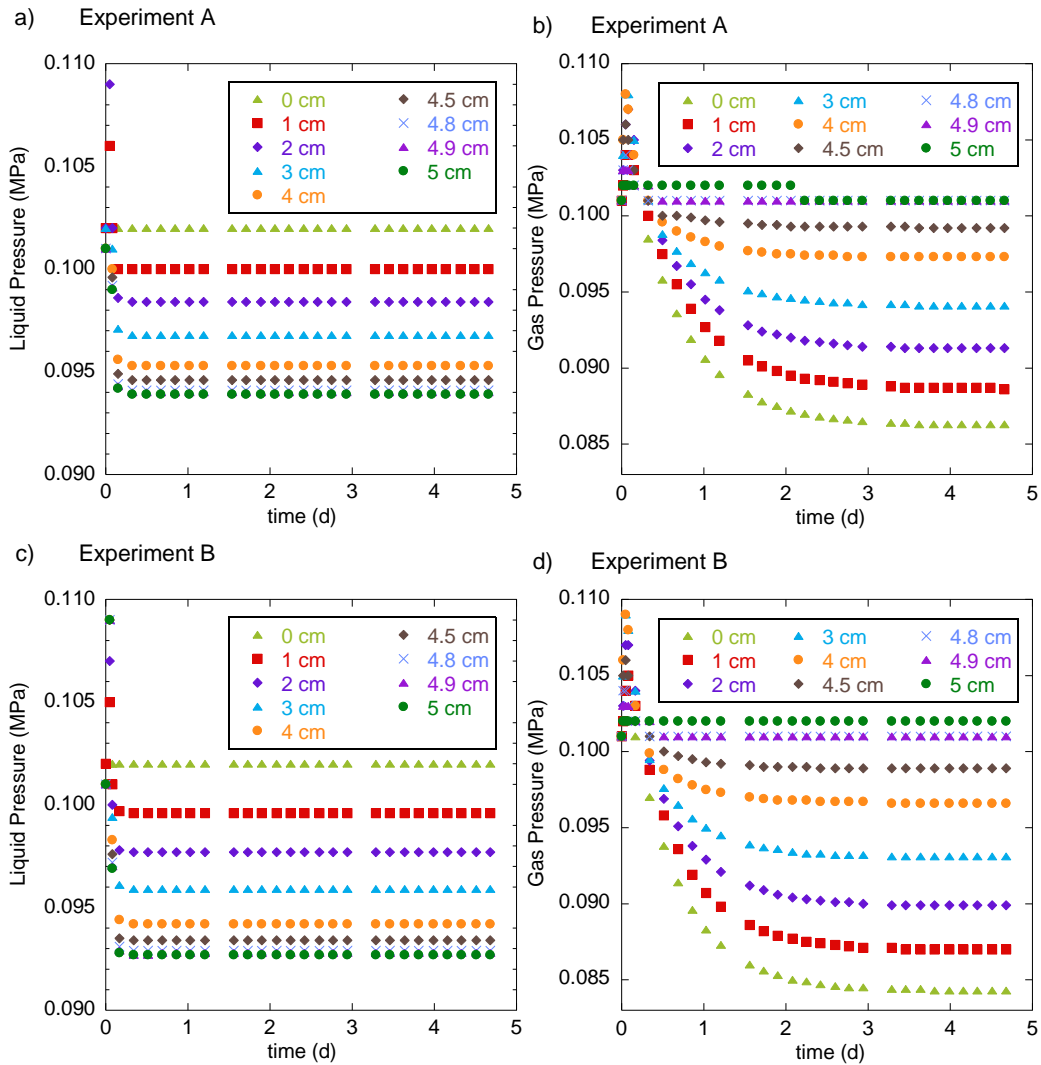 a) Experiment A
0.110
0.105
0.100
0.095
0.090
Liquid Pressure (MPa)
0 cm
1 cm
2 cm
3 cm
4 cm
4.5 cm
4.8 cm
4.9 cm
5 cm
0 1 2 3 4 5
time (d)
b) Experiment A
0.110
0.105
0.100
0.095
0.090
0.085
Gas Pressure (MPa)
0 cm
1 cm
2 cm
3 cm
4 cm
4.5 cm
4.8 cm
4.9 cm
5 cm
0 1 2 3 4 5
time (d)
c) Experiment B
0.110
0.105
0.100
0.095
0.090
Liquid Pressure (MPa)
0 cm
1 cm
2 cm
3 cm
4 cm
4.5 cm
4.8 cm
4.9 cm
5 cm
0 1 2 3 4 5
time (d)
d) Experiment B
0.110
0.105
0.100
0.095
0.090
0.085
Gas Pressure (MPa)
0 cm
1 cm
2 cm
3 cm
4 cm
4.5 cm
4.8 cm
4.9 cm
5 cm
0 1 2 3 4 5
time (d)